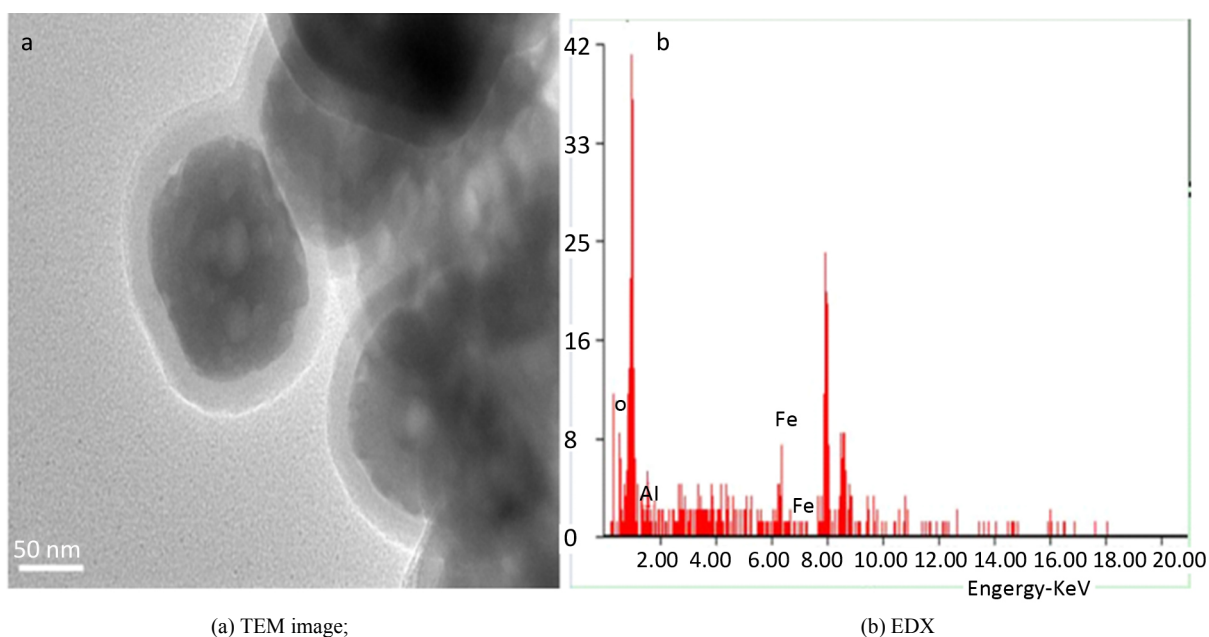 a
50 nm
b
42
33
25
16
8
0
o
Al
Fe
Fe
2.00 4.00 6.00 8.00 10.00 12.00 14.00 16.00 18.00 20.00
Engergy-KeV
(a) TEM image;
(b) EDX